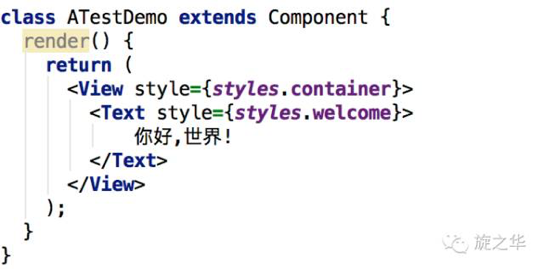 class ATestDemo extends Component {
  render() {
    return (
      <View style={styles.container}>
        <Text style={styles.welcome}>
            你好,世界!
        </Text>
      </View>
    );
  }
}
旋之华